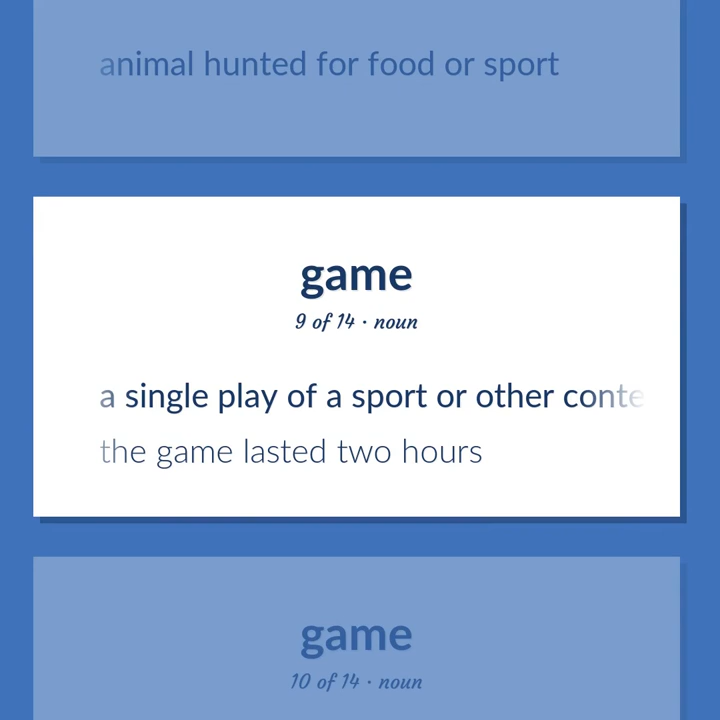 animal hunted for food or sport
game
9 of 14 · noun
a single play of a sport or other conte
the game lasted two hours
game
10 of 14 · noun